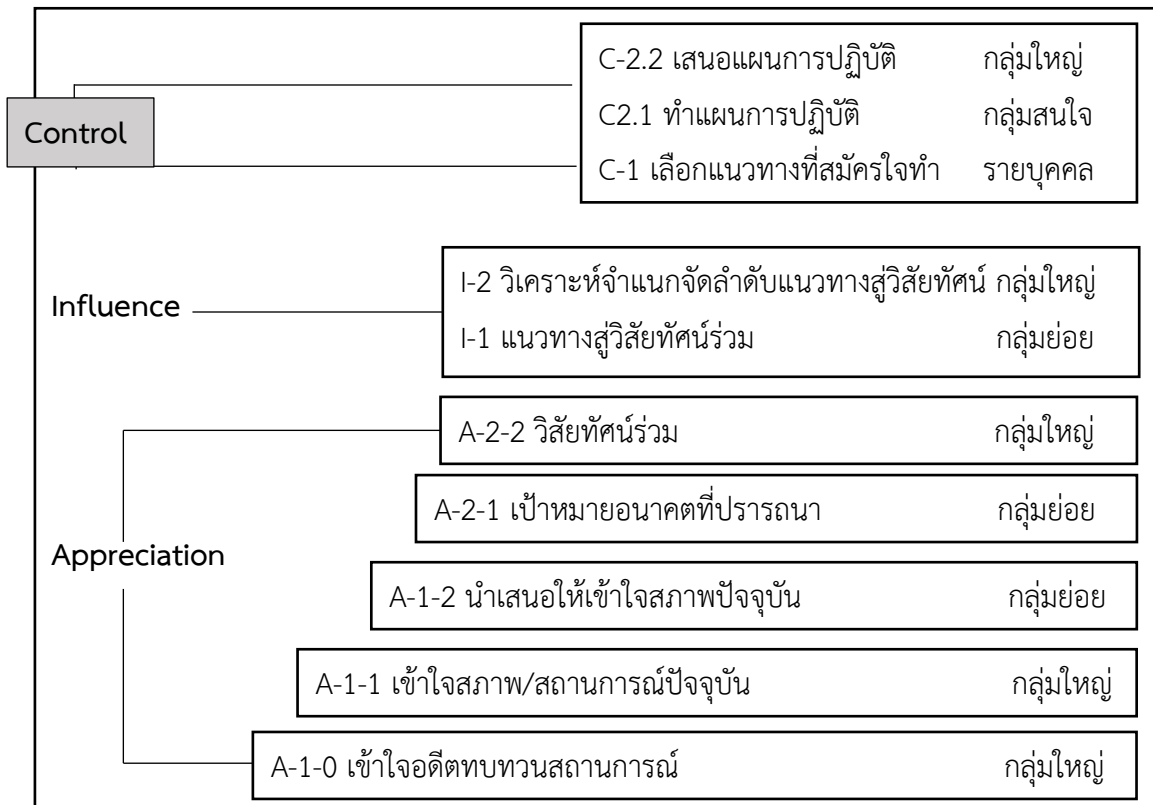 C-2.2 เสนอแผนการปฏิบัติ กลุ่มใหญ่
C2.1 ทำแผนการปฏิบัติ กลุ่มสนใจ
C-1 เลือกแนวทางที่สมัครใจทำ รายบุคคล
Control
I-2 วิเคราะห์จำแนกจัดลำดับแนวทางสู่วิสัยทัศน์ กลุ่มใหญ่
I-1 แนวทางสู่วิสัยทัศน์ร่วม กลุ่มย่อย
Influence
A-2-2 วิสัยทัศน์ร่วม กลุ่มใหญ่
A-2-1 เป้าหมายอนาคตที่ปรารถนา กลุ่มย่อย
Appreciation
A-1-2 นำเสนอให้เข้าใจสภาพปัจจุบัน กลุ่มย่อย
A-1-1 เข้าใจสภาพ/สถานการณ์ปัจจุบัน กลุ่มใหญ่
A-1-0 เข้าใจอดีตทบทวนสถานการณ์ กลุ่มใหญ่